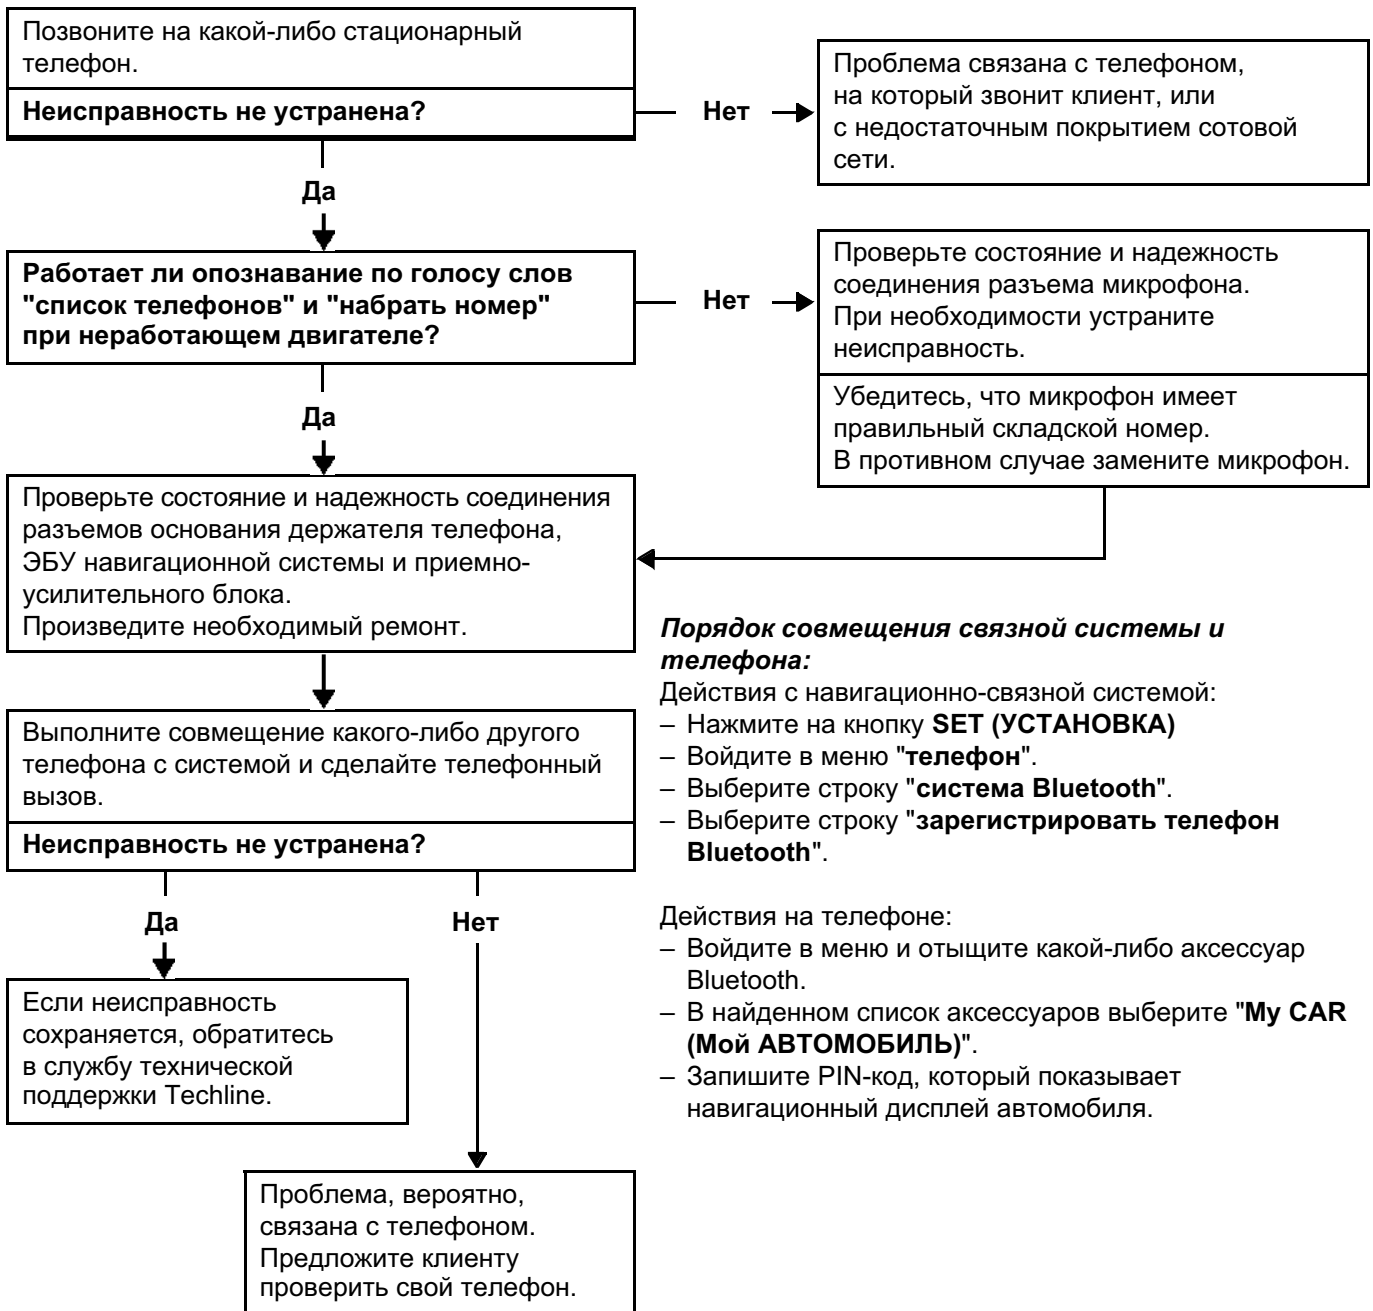 Позвоните на какой-либо стационарный
телефон.
Неисправность не устранена?
Нет
Проблема связана с телефоном,
на который звонит клиент, или
с недостаточным покрытием сотовой
сети.
Да
Работает ли опознавание по голосу слов
"список телефонов" и "набрать номер"
при неработающем двигателе?
Нет
Проверьте состояние и надежность
соединения разъема микрофона.
При необходимости устраните
неисправность.
Убедитесь, что микрофон имеет
правильный складской номер.
В противном случае замените микрофон.
Да
Проверьте состояние и надежность соединения
разъемов основания держателя телефона,
ЭБУ навигационной системы и приемно-
усилительного блока.
Произведите необходимый ремонт.
Выполните совмещение какого-либо другого
телефона с системой и сделайте телефонный
вызов.
Неисправность не устранена?
Да
Нет
Если неисправность
сохраняется, обратитесь
в службу технической
поддержки Techline.
Проблема, вероятно,
связана с телефоном.
Предложите клиенту
проверить свой телефон.
Порядок совмещения связной системы и
телефона:
Действия с навигационно-связной системой:
– Нажмите на кнопку SET (УСТАНОВКА)
– Войдите в меню "телефон".
– Выберите строку "система Bluetooth".
– Выберите строку "зарегистрировать телефон
Bluetooth".
Действия на телефоне:
– Войдите в меню и отыщите какой-либо аксессуар
Bluetooth.
– В найденном список аксессуаров выберите "My CAR
(Мой АВТОМОБИЛЬ)".
– Запишите PIN-код, который показывает
навигационный дисплей автомобиля.